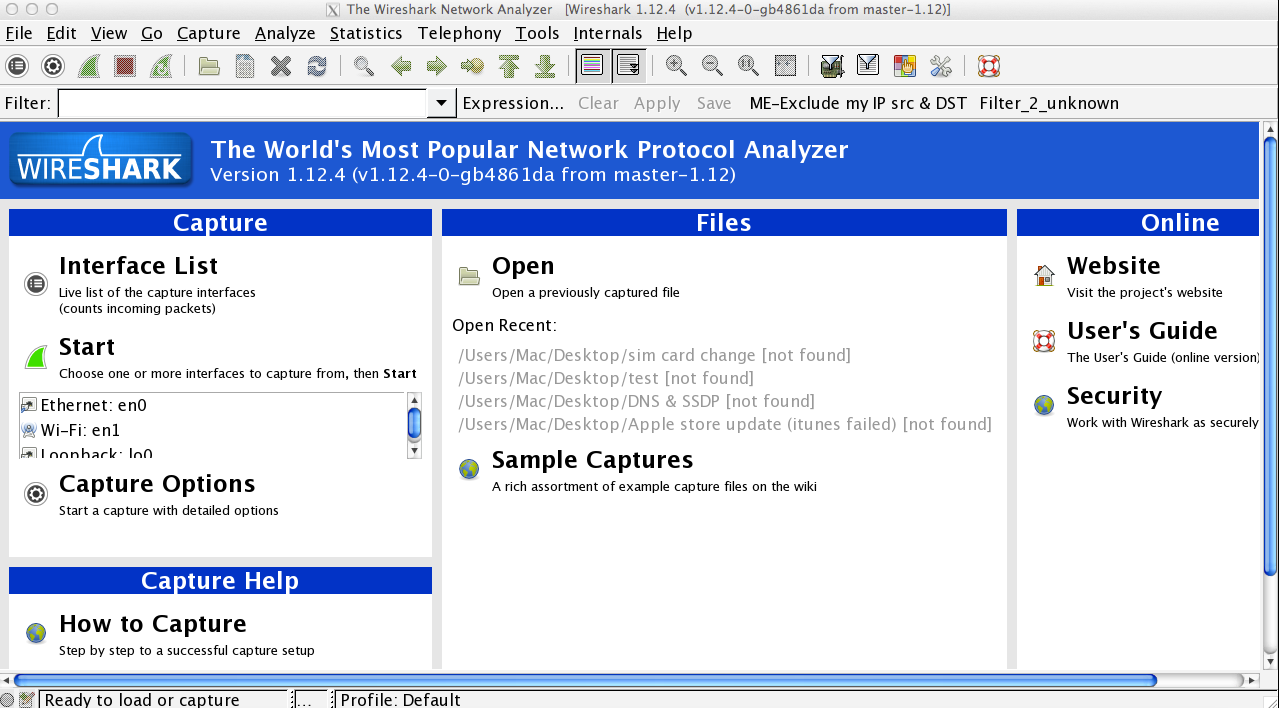 The Wireshark Network Analyzer [Wireshark 1.12.4 (v1.12.4-0-gb4861da from master-1.12)]
File Edit View Go Capture Analyze Statistics Telephony Tools Internals Help
Filter: Expression... Clear Apply Save ME-Exclude my IP src & DST Filter_2_unknown
WIRESHARK
The World's Most Popular Network Protocol Analyzer
Version 1.12.4 (v1.12.4-0-gb4861da from master-1.12)
Capture
Interface List
Live list of the capture interfaces
(counts incoming packets)
Start
Choose one or more interfaces to capture from, then Start
Ethernet: en0
Wi-Fi: en1
Loopback: lo0
Capture Options
Start a capture with detailed options
Capture Help
How to Capture
Step by step to a successful capture setup
Files
Open
Open a previously captured file
Open Recent:
/Users/Mac/Desktop/sim card change [not found]
/Users/Mac/Desktop/test [not found]
/Users/Mac/Desktop/DNS & SSDP [not found]
/Users/Mac/Desktop/Apple store update (itunes failed) [not found]
Sample Captures
A rich assortment of example capture files on the wiki
Online
Website
Visit the project's website
User's Guide
The User's Guide (online version)
Security
Work with Wireshark as securely
Ready to load or capture ... Profile: Default